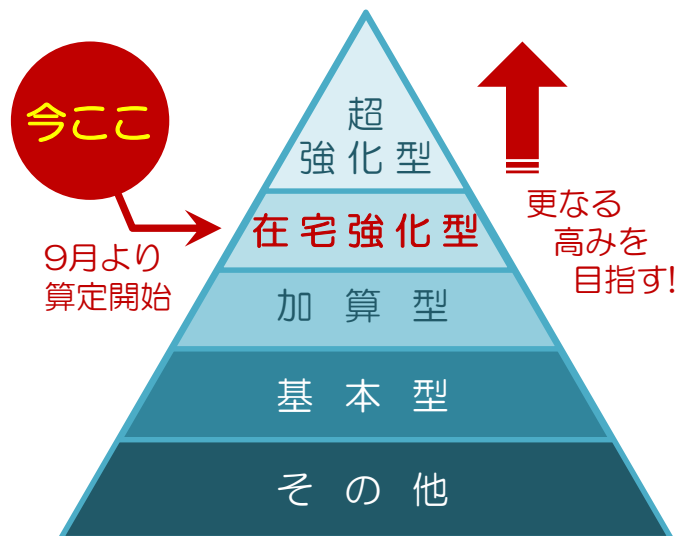 今ここ
9月より
算定開始
超
強化型
在宅強化型
加算型
基本型
その他
更なる
高みを
目指す!